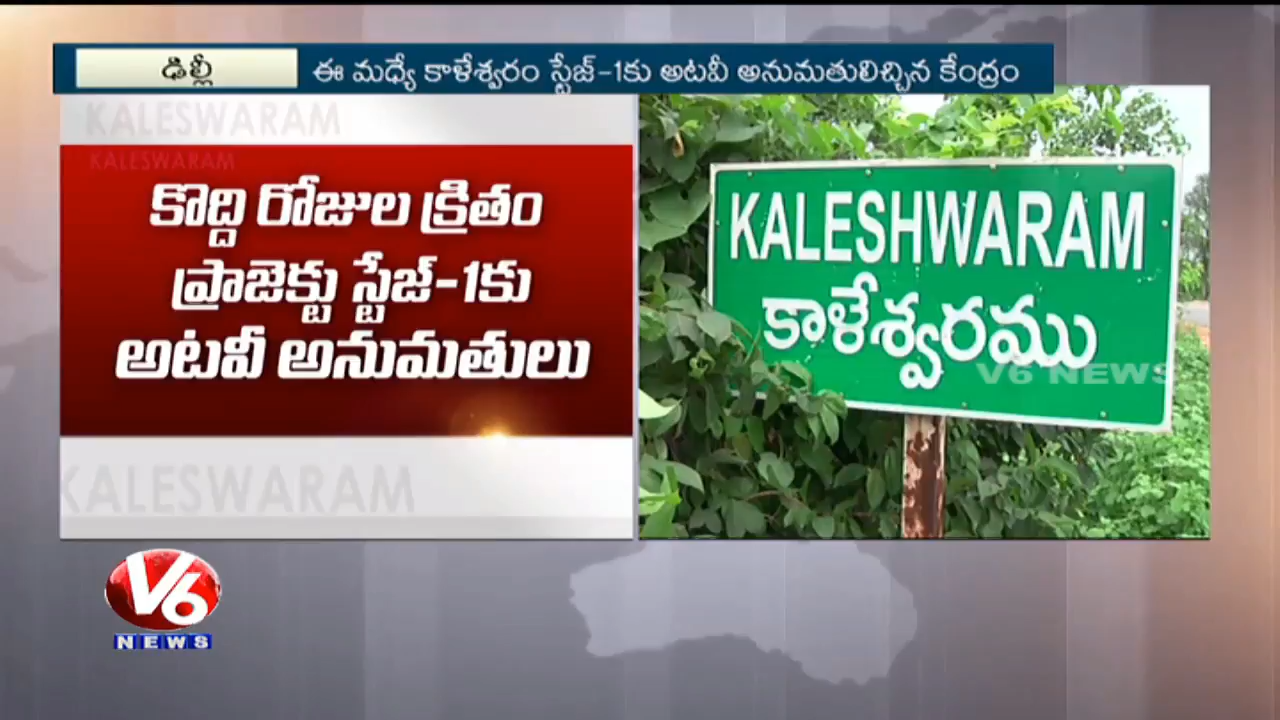 ఢిల్లీ
ఈ మధ్యే కాళేశ్వరం స్టేజ్-1కు అటవీ అనుమతులిచ్చిన కేంద్రం
KALESWARAM
KALESWARAM
కొద్ది రోజుల క్రితం
ప్రాజెక్టు స్టేజ్-1కు
అటవీ అనుమతులు
KALESWARAM
KALESHWARAM
కాళేశ్వరము
V6 NEWS
V6
NEWS